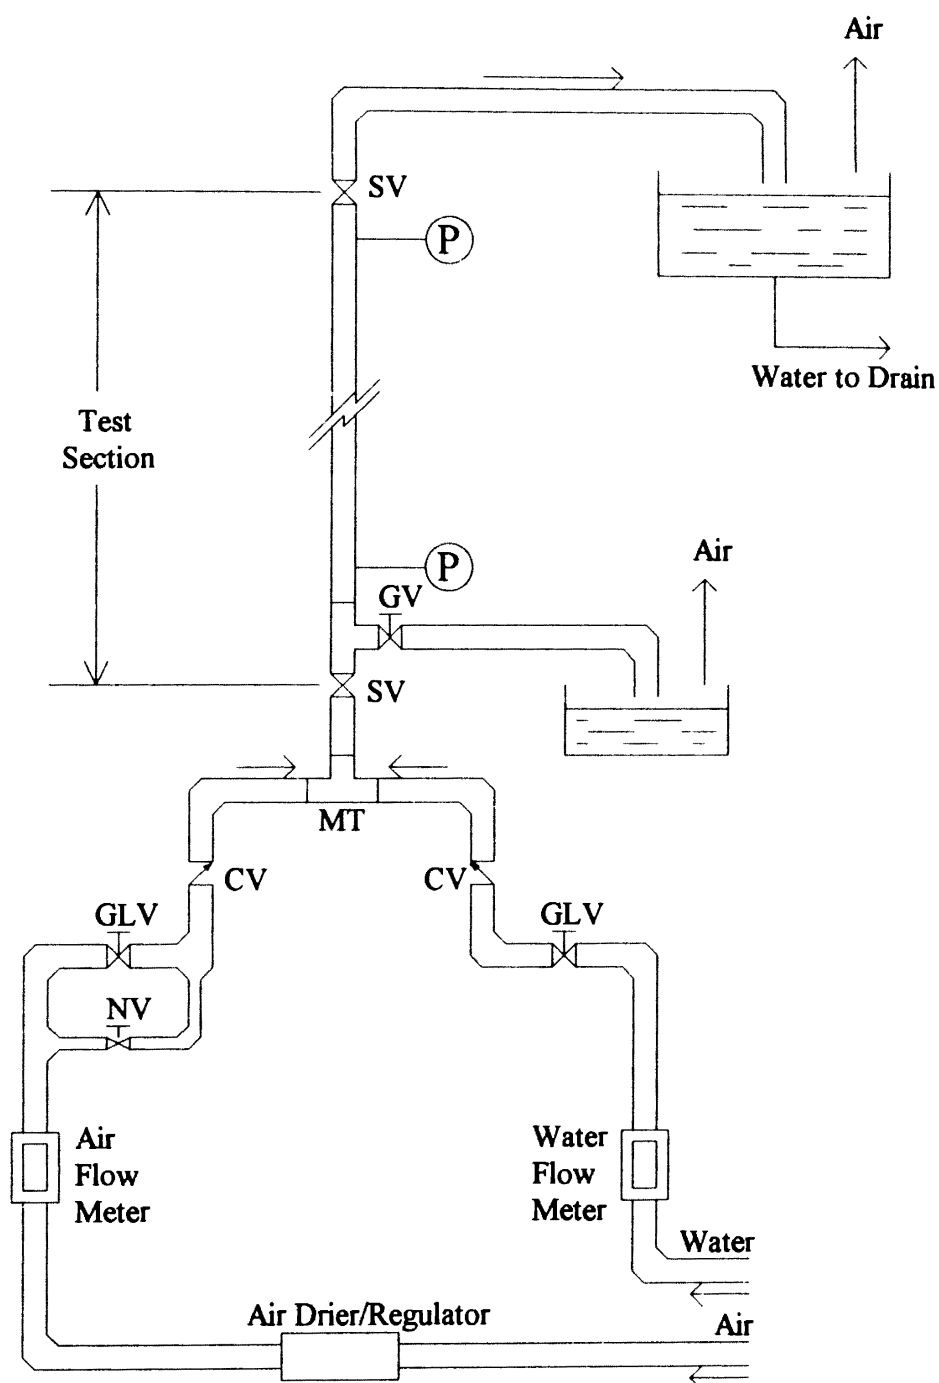 Air
SV
P
Water to Drain
Test
Section
P
Air
GV
SV
MT
CV
CV
GLV
GLV
NV
Air
Flow
Meter
Water
Flow
Meter
Water
Air Drier/Regulator
Air